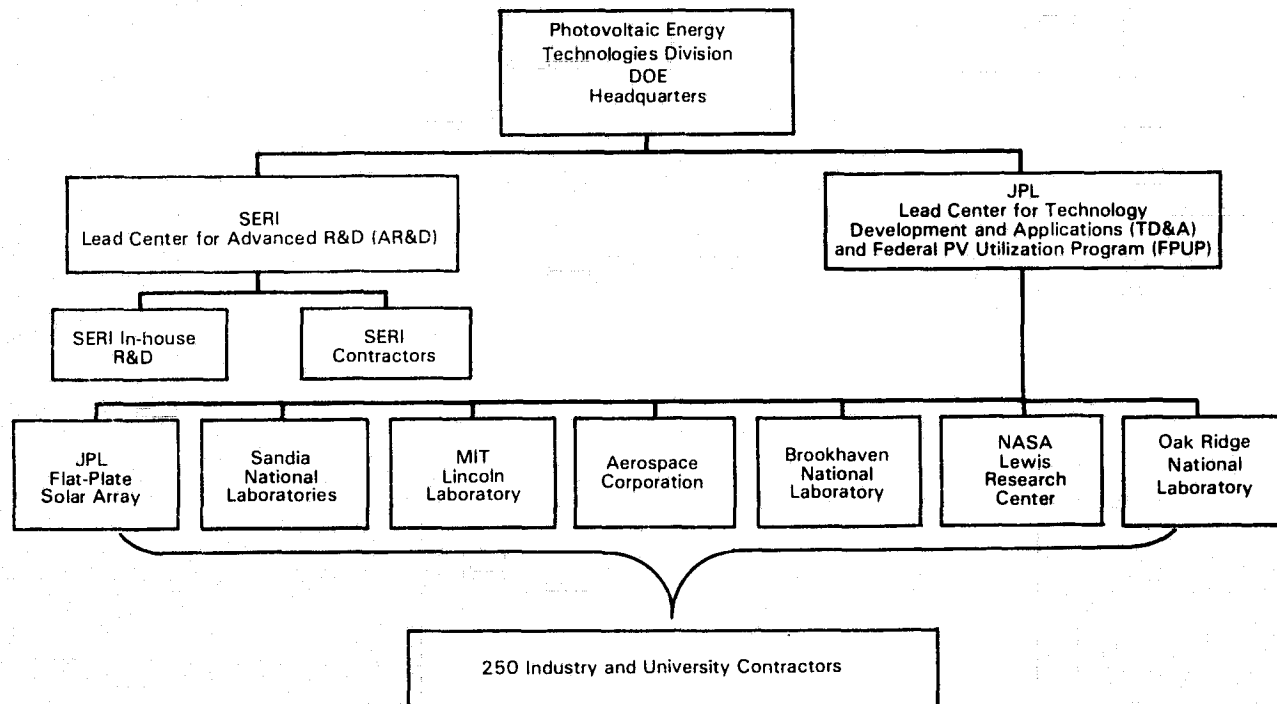 Photovoltaic Energy
Technologies Division
DOE
Headquarters
SERI
Lead Center for Advanced R&D (AR&D)
JPL
Lead Center for Technology
Development and Applications (TD&A)
and Federal PV Utilization Program (FPUP)
SERI In-house
R&D
SERI
Contractors
JPL
Flat-Plate
Solar Array
Sandia
National
Laboratories
MIT
Lincoln
Laboratory
Aerospace
Corporation
Brookhaven
National
Laboratory
NASA
Lewis
Research
Center
Oak Ridge
National
Laboratory
250 Industry and University Contractors